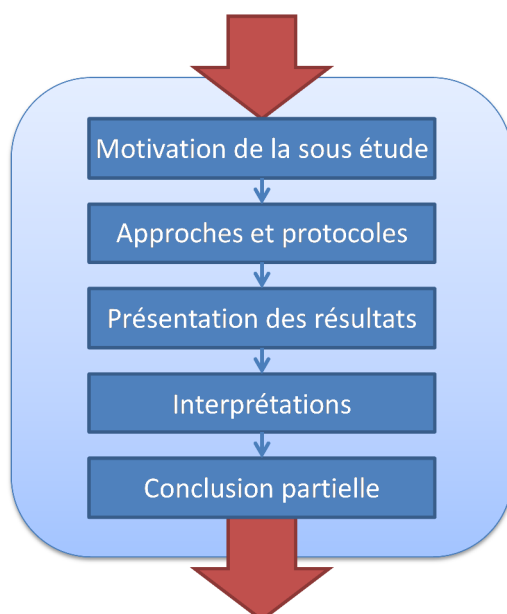 Motivation de la sous étude
Approches et protocoles
Présentation des résultats
Interprétations
Conclusion partielle